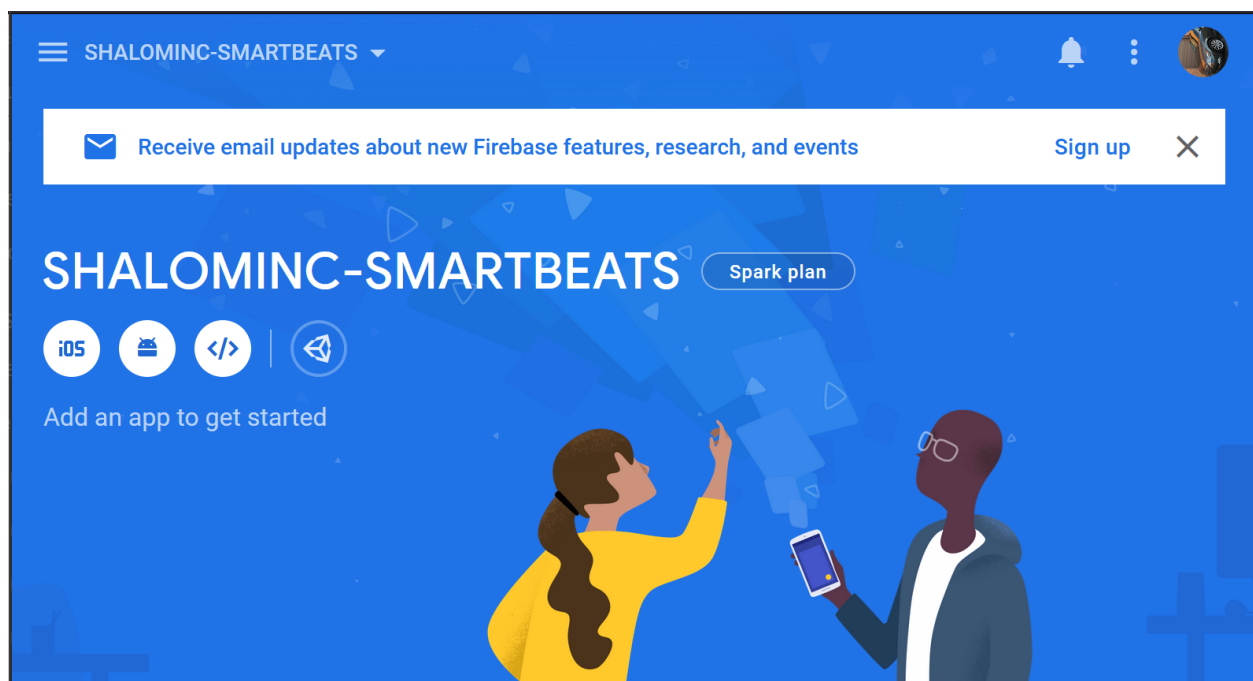 SHALOMINC-SMARTBEATS
Receive email updates about new Firebase features, research, and events Sign up
SHALOMINC-SMARTBEATS Spark plan
iOS </>
Add an app to get started